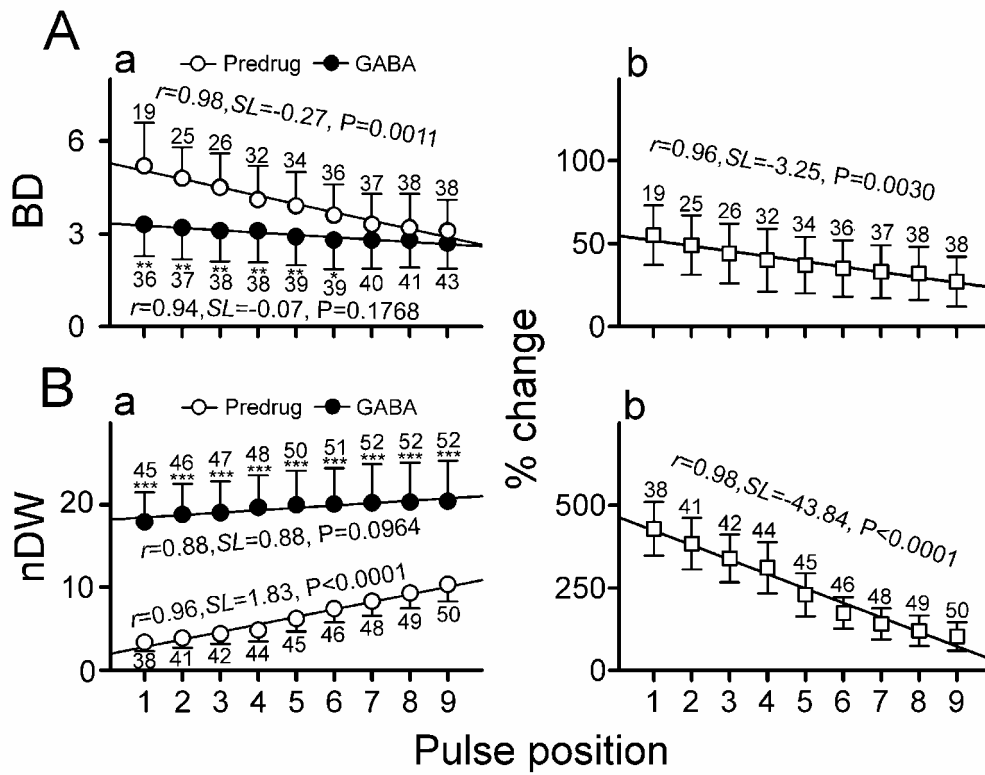 A
a
Predrug GABA
r=0.98,SL=-0.27, P=0.0011
19 25 26 32 34 36 37 38 38
6
3
0
BD
** ** ** ** ** *
36 37 38 38 39 39 40 41 43
r=0.94,SL=-0.07, P=0.1768
b
r=0.96,SL=-3.25, P=0.0030
19 25 26 32 34 36 37 38 38
100
50
0
% change
B
a
Predrug GABA
45 46 47 48 50 51 52 52 52
*** *** *** *** *** *** *** *** ***
20
10
0
nDW
r=0.88,SL=0.88, P=0.0964
r=0.96,SL=1.83, P<0.0001
38 41 42 44 45 46 48 49 50
1 2 3 4 5 6 7 8 9
b
r=0.98,SL=-43.84, P<0.0001
38 41 42 44 45 46 48 49 50
500
250
0
1 2 3 4 5 6 7 8 9
Pulse position